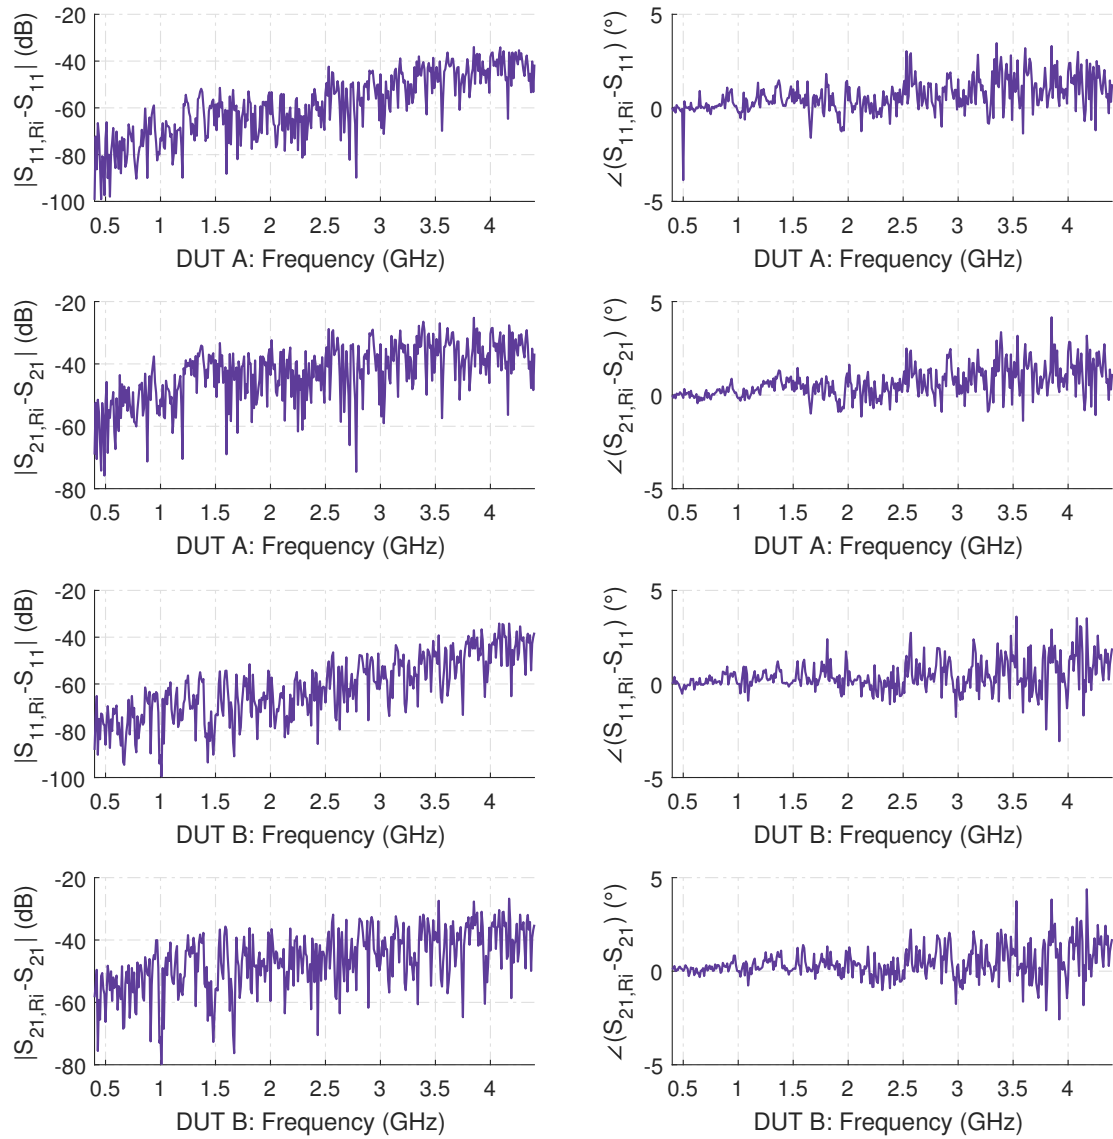 -20
-40
-60
-80
-100
0.5 1 1.5 2 2.5 3 3.5 4
|S11,Ri-S11| (dB)
DUT A: Frequency (GHz)
5
0
-5
0.5 1 1.5 2 2.5 3 3.5 4
∠(S11,Ri-S11) (°)
DUT A: Frequency (GHz)
-20
-40
-60
-80
0.5 1 1.5 2 2.5 3 3.5 4
|S21,Ri-S21| (dB)
DUT A: Frequency (GHz)
5
0
-5
0.5 1 1.5 2 2.5 3 3.5 4
∠(S21,Ri-S21) (°)
DUT A: Frequency (GHz)
-20
-40
-60
-80
-100
0.5 1 1.5 2 2.5 3 3.5 4
|S11,Ri-S11| (dB)
DUT B: Frequency (GHz)
5
0
-5
0.5 1 1.5 2 2.5 3 3.5 4
∠(S11,Ri-S11) (°)
DUT B: Frequency (GHz)
-20
-40
-60
-80
0.5 1 1.5 2 2.5 3 3.5 4
|S21,Ri-S21| (dB)
DUT B: Frequency (GHz)
5
0
-5
0.5 1 1.5 2 2.5 3 3.5 4
∠(S21,Ri-S21) (°)
DUT B: Frequency (GHz)